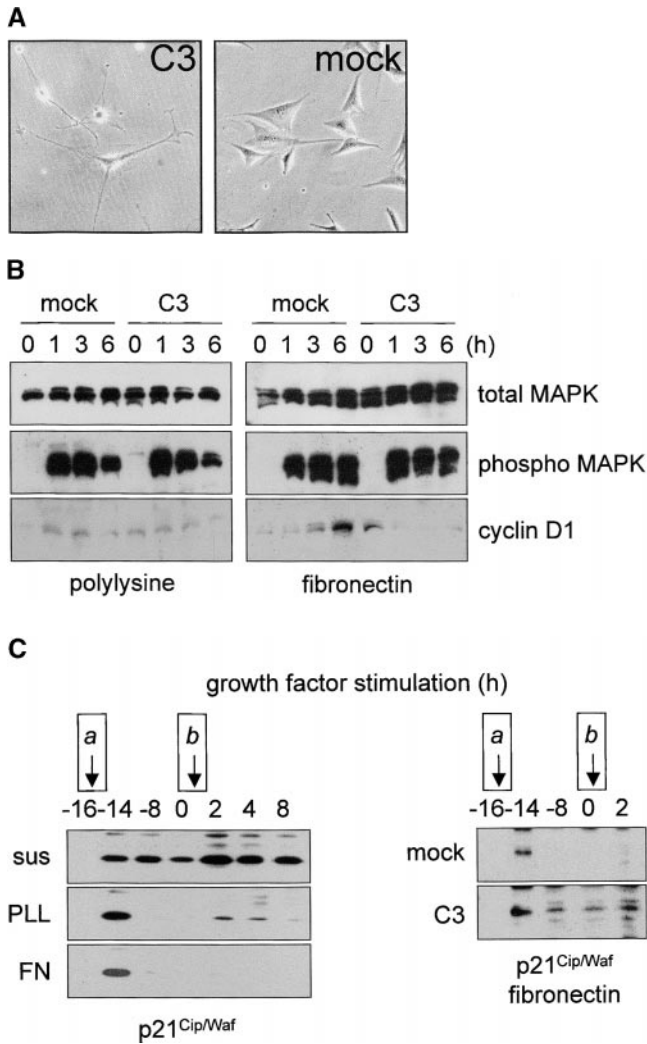 A
C3
mock
B
mock C3 mock C3
0 1 3 6 0 1 3 6 0 1 3 6 0 1 3 6 (h)
total MAPK
phospho MAPK
cyclin D1
polylysine fibronectin
C
growth factor stimulation (h)
a b a b
-16 -14 -8 0 2 4 8 -16 -14 -8 0 2
sus
PLL
FN
p21Cip/Waf
mock
C3
p21Cip/Waf
fibronectin